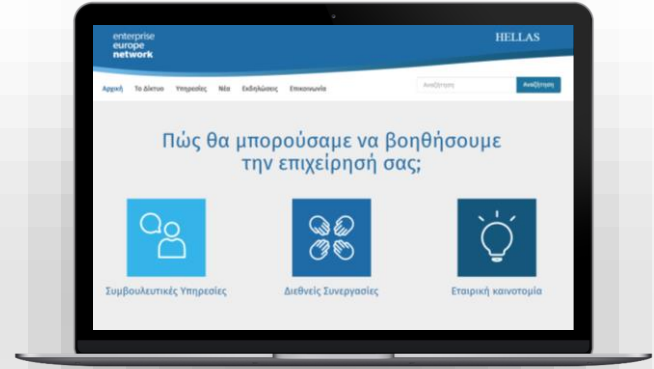 enterprise
europe
network
HELLAS
Αρχική Το Δίκτυο Υπηρεσίες Νέα Εκδηλώσεις Επικοινωνία
Αναζήτηση Αναζήτηση
Πώς θα μπορούσαμε να βοηθήσουμε
την επιχείρησή σας;
Συμβουλευτικές Υπηρεσίες Διεθνείς Συνεργασίες Εταιρική καινοτομία